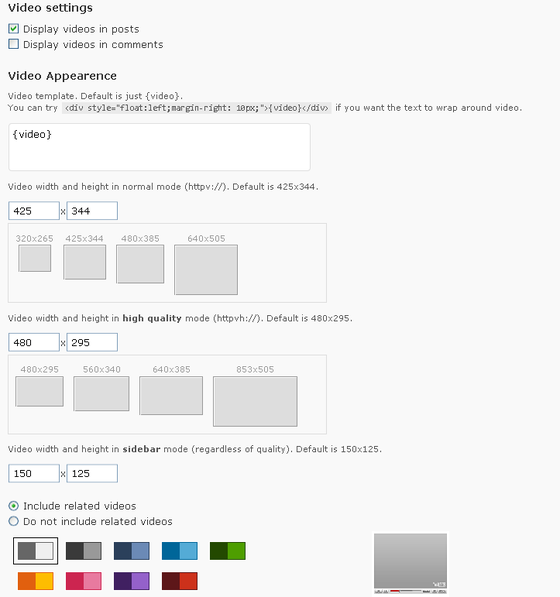 Video settings
Display videos in posts
Display videos in comments
Video Appearence
Video template. Default is just {video}.
You can try <div style="float:left;margin-right: 10px;">{video}</div> if you want the text to wrap around video.
{video}
Video width and height in normal mode (httpv://). Default is 425x344.
425 x 344
320x265 425x344 480x385 640x505
Video width and height in high quality mode (httpvh://). Default is 480x295.
480 x 295
480x295 560x340 640x385 853x505
Video width and height in sidebar mode (regardless of quality). Default is 150x125.
150 x 125
Include related videos
Do not include related videos